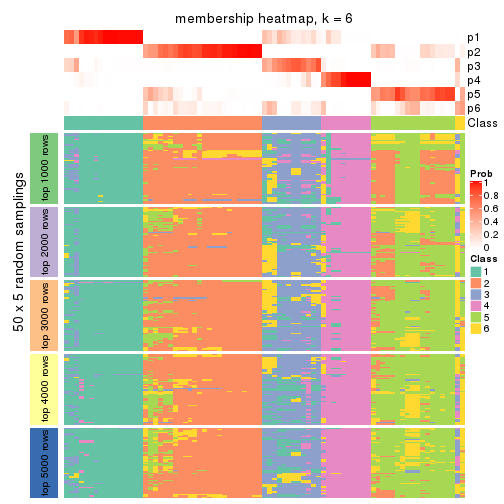 membership heatmap, k = 6
p1
p2
p3
p4
p5
p6
Class
50 x 5 random samplings
top 1000 rows
top 2000 rows
top 3000 rows
top 4000 rows
top 5000 rows
Prob
1
0.8
0.6
0.4
0.2
0
Class
1
2
3
4
5
6